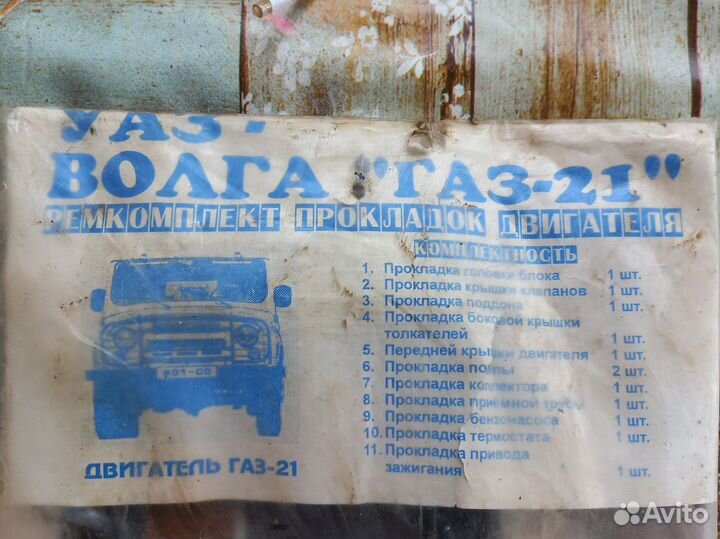 УАЗ -
ВОЛГА "ГАЗ-21"
РЕМКОМПЛЕКТ ПРОКЛАДОК ДВИГАТЕЛЯ
КОМПЛЕКТНОСТЬ
1. Прокладка головки блока 1 шт.
2. Прокладка крышки клапанов 1 шт.
3. Прокладка поддона 1 шт.
4. Прокладка боковой крышки
толкателей 1 шт.
5. Передней крышки двигателя 1 шт.
6. Прокладка помпы 2 шт.
7. Прокладка коллектора 1 шт.
8. Прокладка приемной трубы 1 шт.
9. Прокладка бензонасоса 1 шт.
10. Прокладка термостата 1 шт.
11. Прокладка привода
зажигания 1 шт.
ДВИГАТЕЛЬ ГАЗ-21
Avito